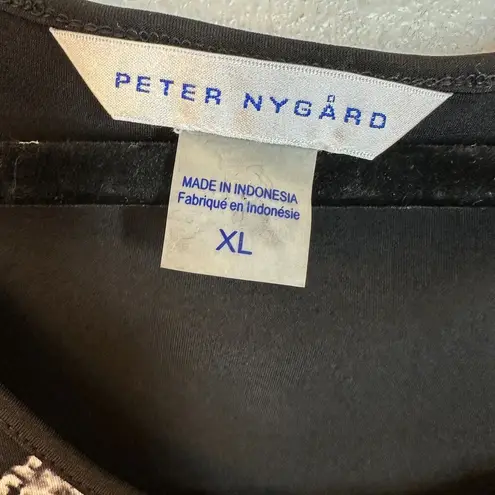 PETER NYGÅRD
MADE IN INDONESIA
Fabriqué en Indonésie
XL